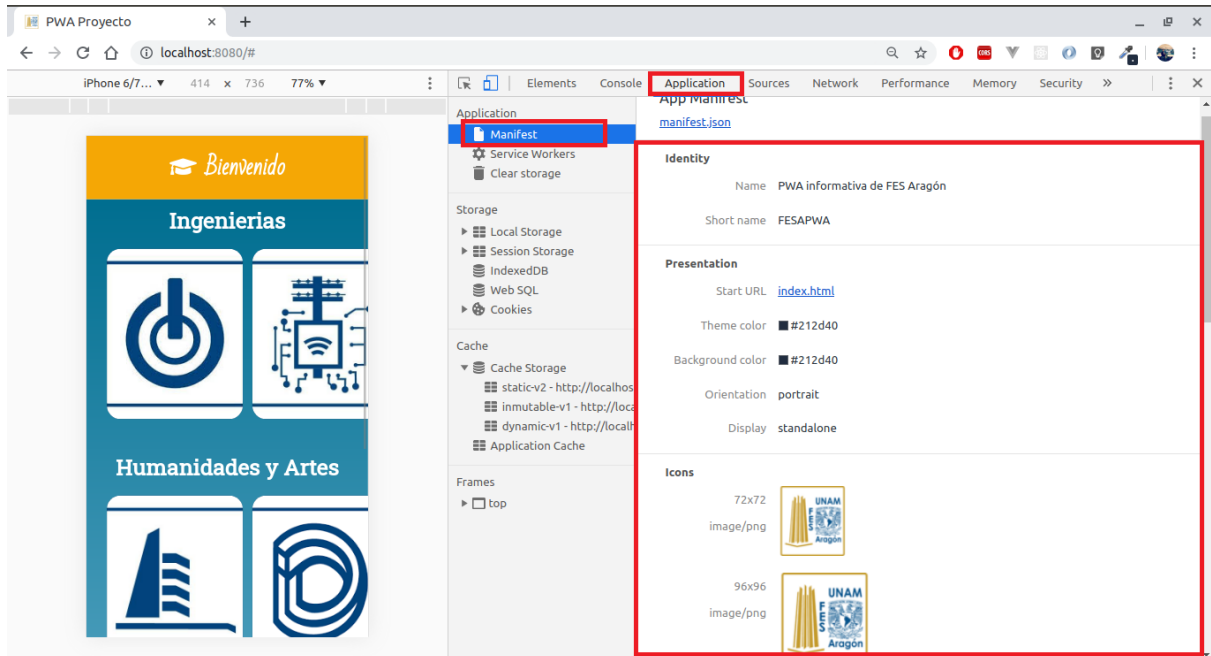 PWA Proyecto
localhost:8080/#
CORS
iPhone 6/7... ▼ 414 x 736 77% ▼
Elements Console Application Sources Network Performance Memory Security »
Bienvenido
Ingenierias
Humanidades y Artes
Application
Manifest
Service Workers
Clear storage
Storage
Local Storage
Session Storage
IndexedDB
Web SQL
Cookies
Cache
Cache Storage
static-v2 - http://localhos
inmutable-v1 - http://loca
dynamic-v1 - http://localh
Application Cache
Frames
top
App Manifest
manifest.json
Identity
Name PWA informativa de FES Aragón
Short name FESAPWA
Presentation
Start URL index.html
Theme color #212d40
Background color #212d40
Orientation portrait
Display standalone
Icons
72x72
image/png
UNAM
FES
Aragón
96x96
image/png
UNAM
FES
Aragón